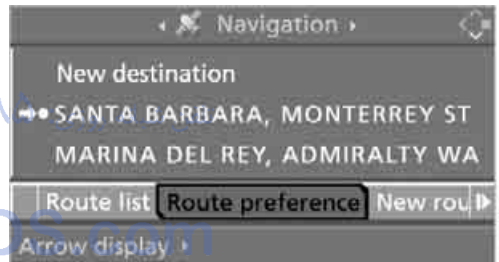 Navigation
New destination
SANTA BARBARA, MONTERREY ST
MARINA DEL REY, ADMIRALTY WA
Route list Route preference New rou
Arrow display